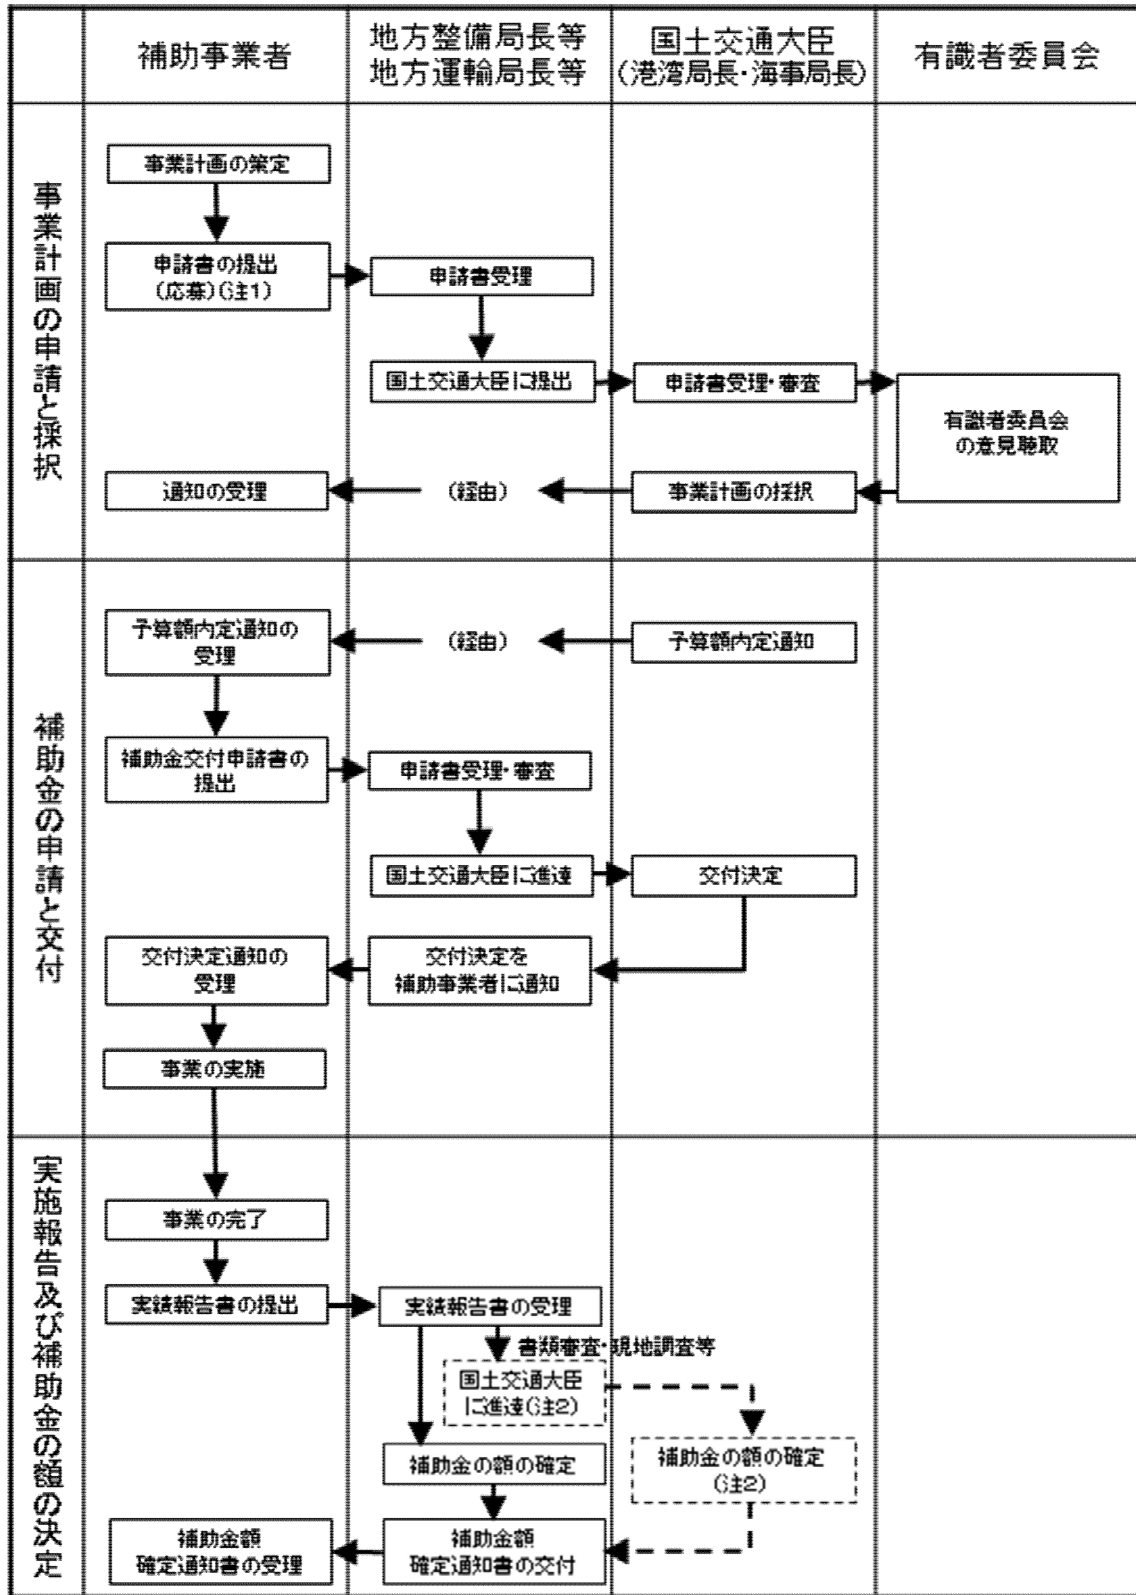 補助事業者
地方整備局長等
地方運輸局長等
国土交通大臣
(港湾局長・海事局長)
有識者委員会
事業計画の申請と採択
事業計画の策定
申請書の提出
(応募)(注1)
申請書受理
国土交通大臣に提出
申請書受理・審査
有識者委員会
の意見聴取
通知の受理
(経由)
事業計画の採択
補助金の申請と交付
予算額内定通知の
受理
(経由)
予算額内定通知
補助金交付申請書の
提出
申請書受理・審査
国土交通大臣に進達
交付決定
交付決定通知の
受理
交付決定を
補助事業者に通知
事業の実施
実施報告及び補助金の額の決定
事業の完了
実績報告書の提出
実績報告書の受理
書類審査・現地調査等
国土交通大臣
に進達(注2)
補助金の額の確定
補助金の額の確定
(注2)
補助金額
確定通知書の受理
補助金額
確定通知書の交付